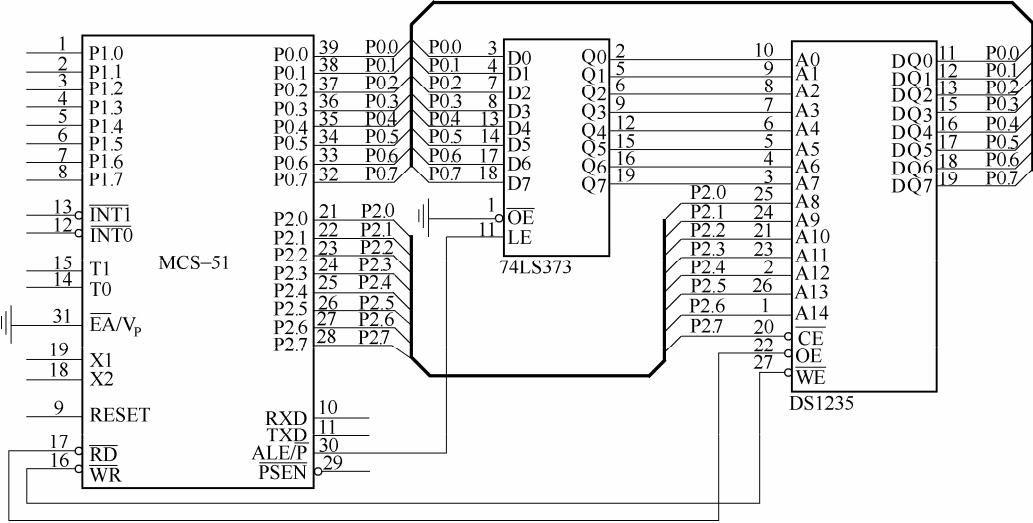 1 P1.0
2 P1.1
3 P1.2
4 P1.3
5 P1.4
6 P1.5
7 P1.6
8 P1.7
13 INT1
12 INT0
15 T1
14 T0
31 EA/VP
19 X1
18 X2
9 RESET
17 RD
16 WR
MCS-51
P0.0 39 P0.0
P0.1 38 P0.1
P0.2 37 P0.2
P0.3 36 P0.3
P0.4 35 P0.4
P0.5 34 P0.5
P0.6 33 P0.6
P0.7 32 P0.7
P2.0 21 P2.0
P2.1 22 P2.1
P2.2 23 P2.2
P2.3 24 P2.3
P2.4 25 P2.4
P2.5 26 P2.5
P2.6 27 P2.6
P2.7 28 P2.7
RXD 10
TXD 11
ALE/P 30
PSEN 29
P0.0 3 D0
P0.1 4 D1
P0.2 7 D2
P0.3 8 D3
P0.4 13 D4
P0.5 14 D5
P0.6 17 D6
P0.7 18 D7
1 OE
11 LE
74LS373
Q0 2
Q1 5
Q2 6
Q3 9
Q4 12
Q5 15
Q6 16
Q7 19
10 A0
9 A1
8 A2
7 A3
6 A4
5 A5
4 A6
3 A7
P2.0 25 A8
P2.1 24 A9
P2.2 21 A10
P2.3 23 A11
P2.4 2 A12
P2.5 26 A13
P2.6 1 A14
P2.7 20 CE
22 OE
27 WE
DS1235
DQ0 11 P0.0
DQ1 12 P0.1
DQ2 13 P0.2
DQ3 15 P0.3
DQ4 16 P0.4
DQ5 17 P0.5
DQ6 18 P0.6
DQ7 19 P0.7